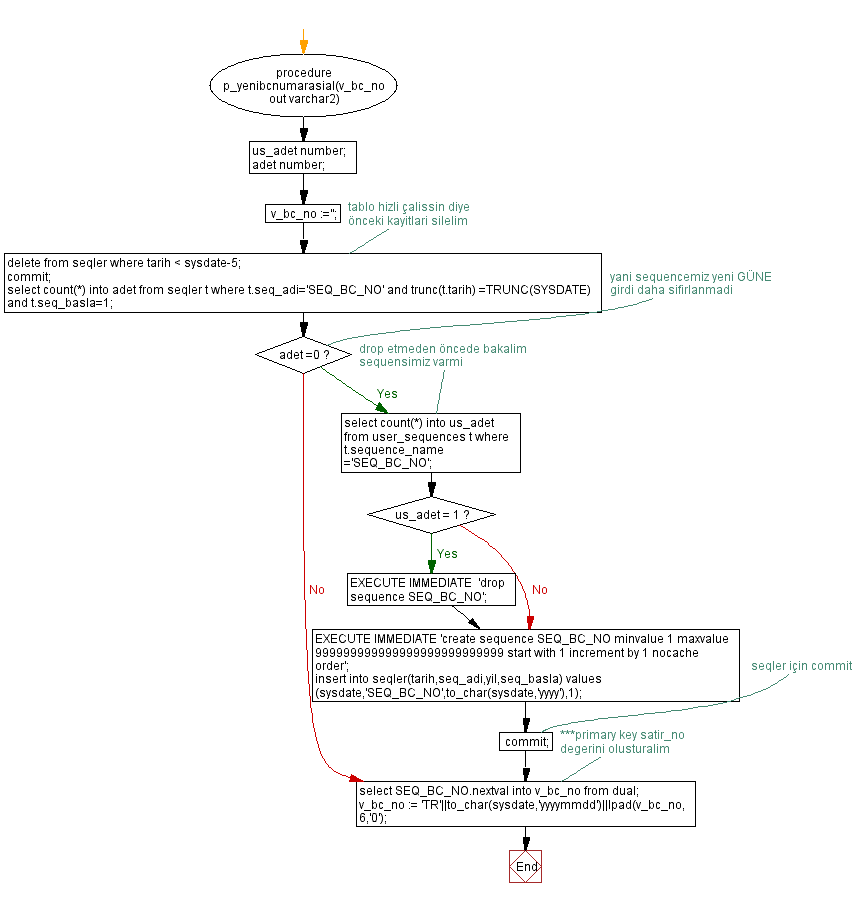 procedure
p_yenibcnumarasial(v_bc_no
out varchar2)
us_adet number;
adet number;
v_bc_no :='';
tablo hizli çalissin diye
önceki kayitlari silelim
delete from seqler where tarih < sysdate-5;
commit;
select count(*) into adet from seqler t where t.seq_adi='SEQ_BC_NO' and trunc(t.tarih) =TRUNC(SYSDATE)
and t.seq_basla=1;
yani sequencemiz yeni GÜNE
girdi daha sifirlanmadi
adet =0 ?
drop etmeden öncede bakalim
sequensimiz varmi
Yes
select count(*) into us_adet
from user_sequences t where
t.sequence_name
='SEQ_BC_NO';
us_adet = 1 ?
Yes
No
No
EXECUTE IMMEDIATE  'drop
sequence SEQ_BC_NO';
EXECUTE IMMEDIATE 'create sequence SEQ_BC_NO minvalue 1 maxvalue
999999999999999999999999999 start with 1 increment by 1 nocache
order';
insert into seqler(tarih,seq_adi,yil,seq_basla) values
(sysdate,'SEQ_BC_NO',to_char(sysdate,'yyyy'),1);
seqler için commit
commit;
***primary key satir_no
degerini olusturalim
select SEQ_BC_NO.nextval into v_bc_no from dual;
v_bc_no := 'TR'||to_char(sysdate,'yyyymmdd')||lpad(v_bc_no,
6,'0');
End